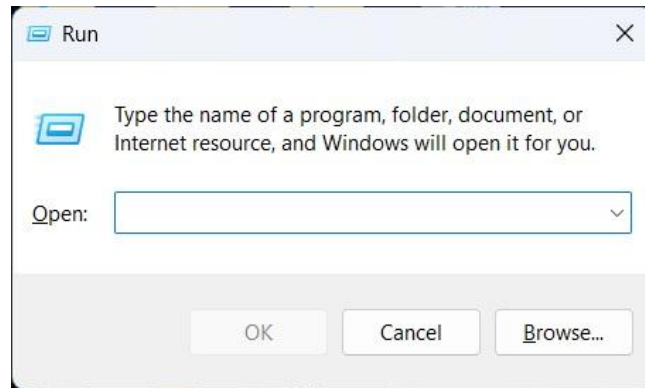 Run
Type the name of a program, folder, document, or
Internet resource, and Windows will open it for you.
Open:
OK Cancel Browse...